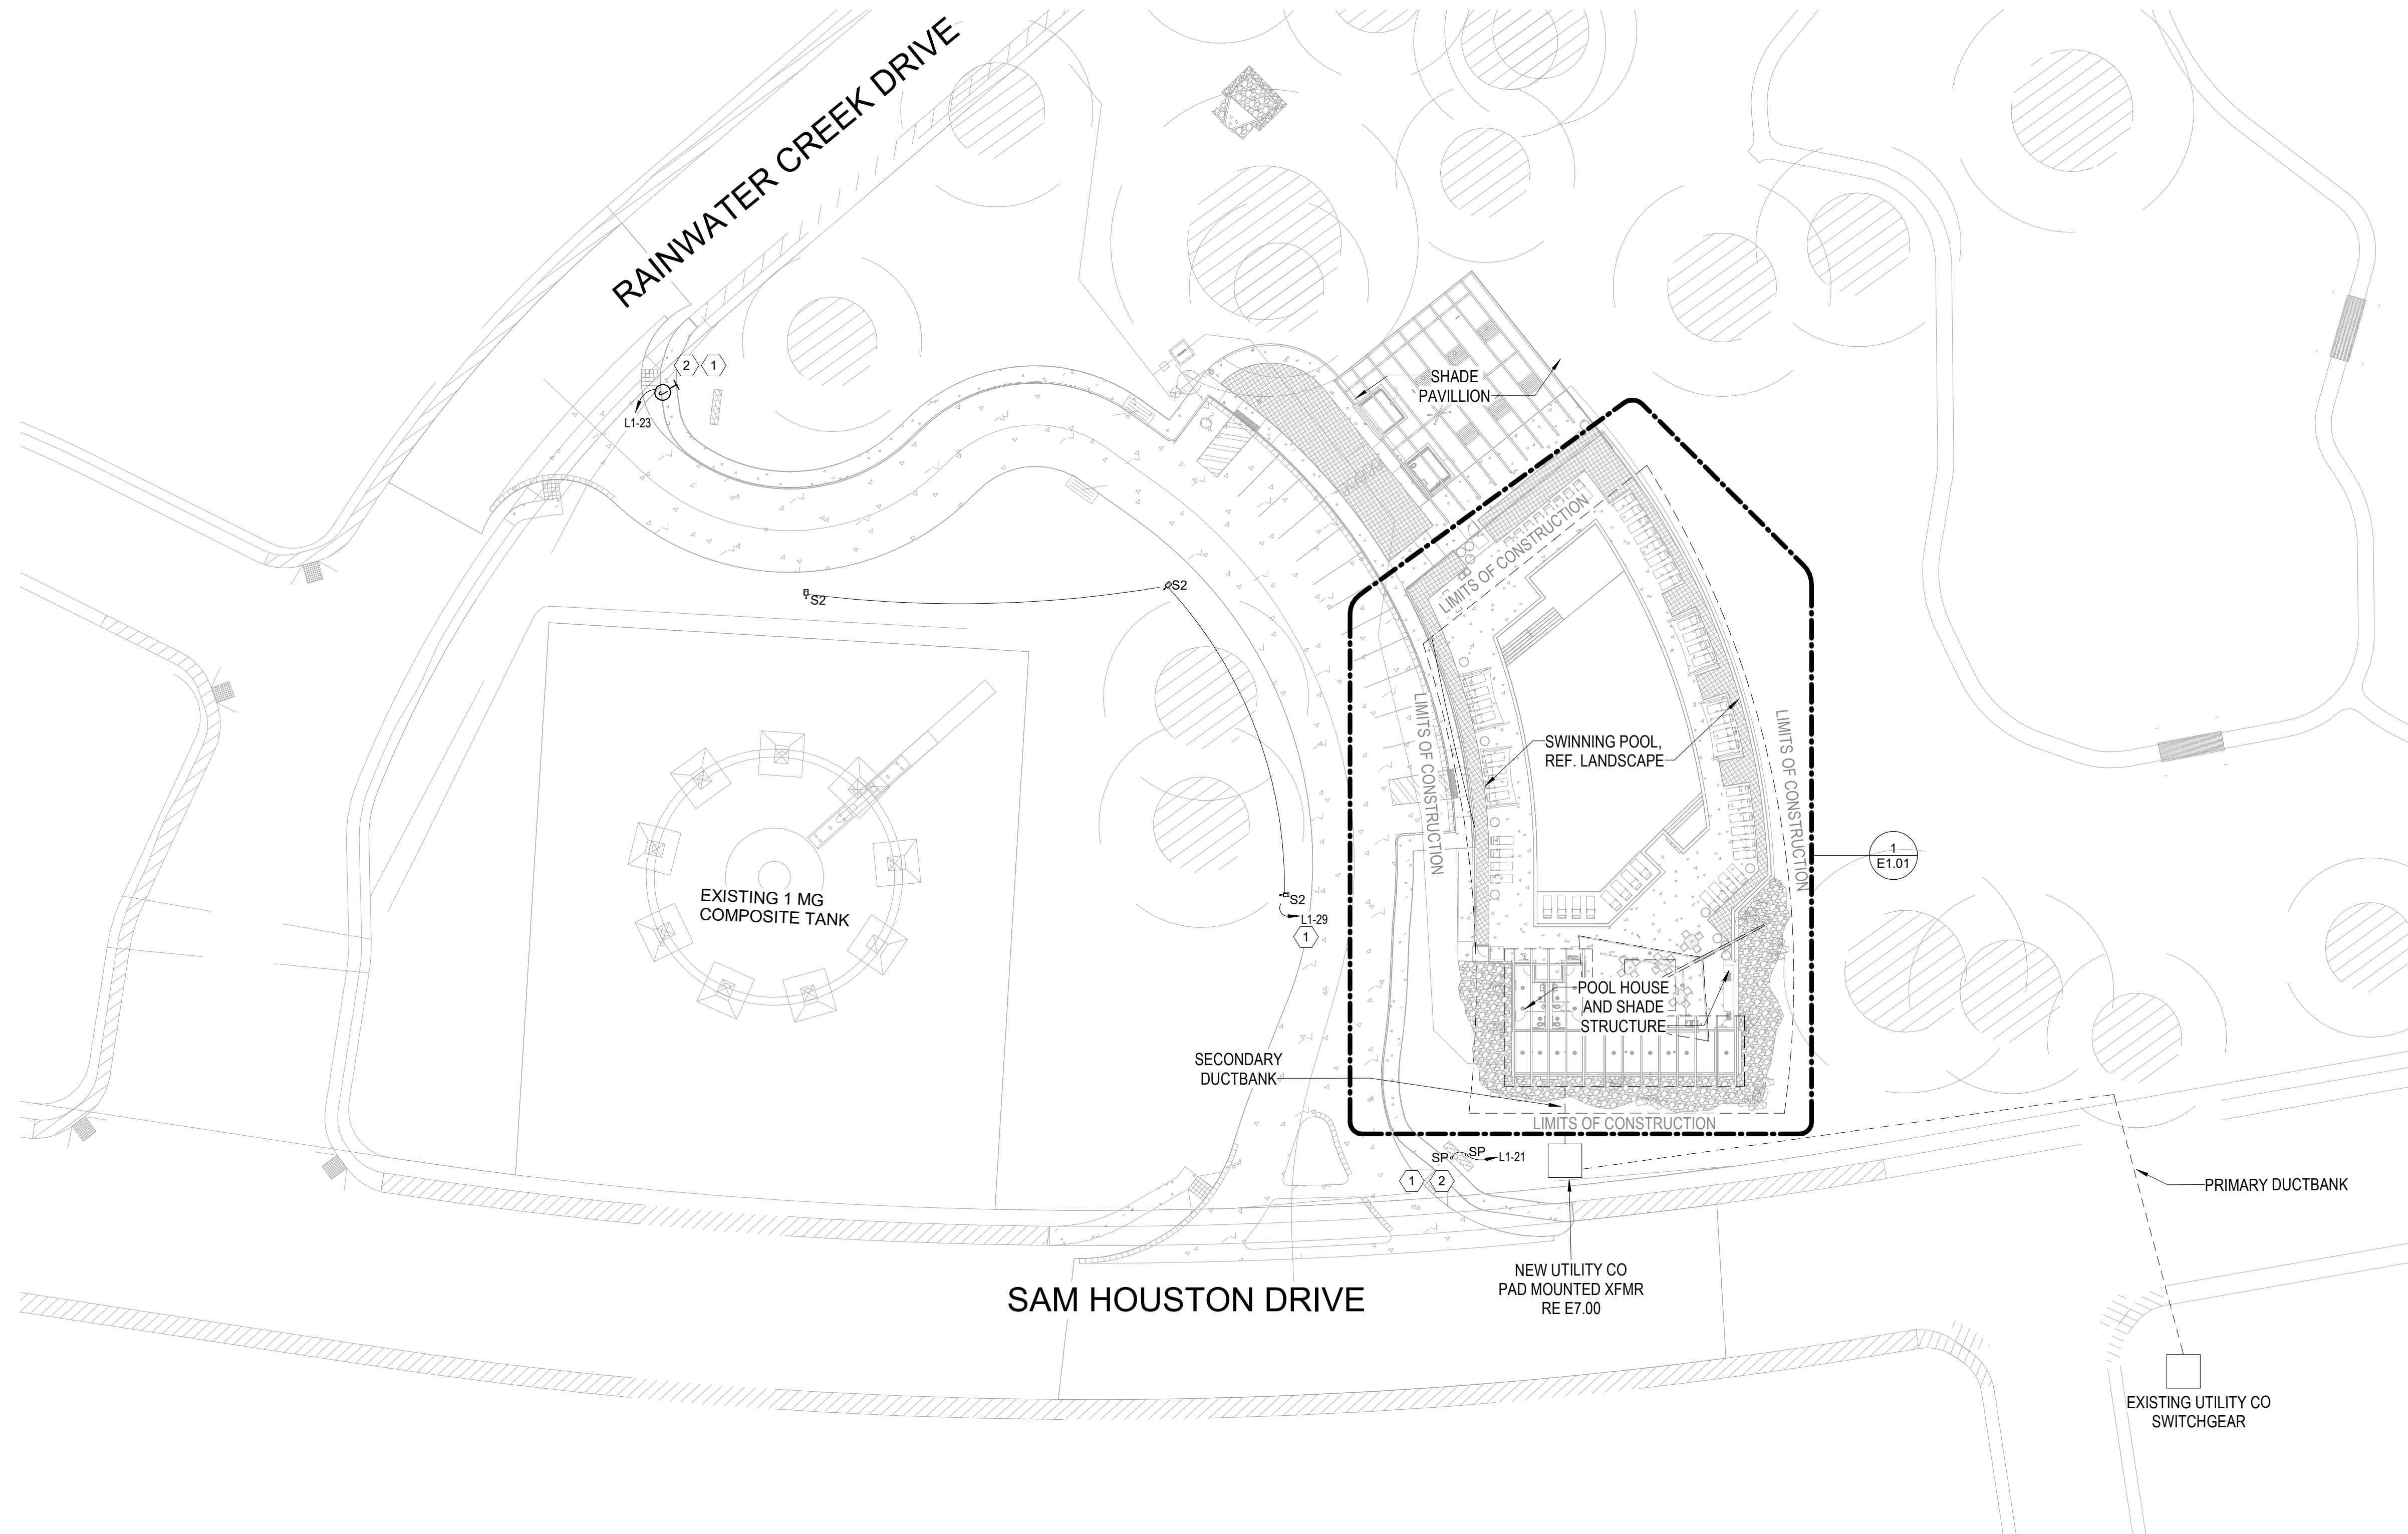 RAINWATER CREEK DRIVE
2
1
L1-23
SHADE
PAVILLION
LIMITS OF CONSTRUCTION
S2
S2
LIMITS OF CONSTRUCTION
SWINNING POOL,
REF. LANDSCAPE
LIMITS OF CONSTRUCTION
1
E1.01
EXISTING 1 MG
COMPOSITE TANK
S2
L1-29
1
POOL HOUSE
AND SHADE
STRUCTURE
SECONDARY
DUCTBANK
LIMITS OF CONSTRUCTION
SP
SP
L1-21
1
2
PRIMARY DUCTBANK
NEW UTILITY CO
PAD MOUNTED XFMR
RE E7.00
SAM HOUSTON DRIVE
EXISTING UTILITY CO
SWITCHGEAR